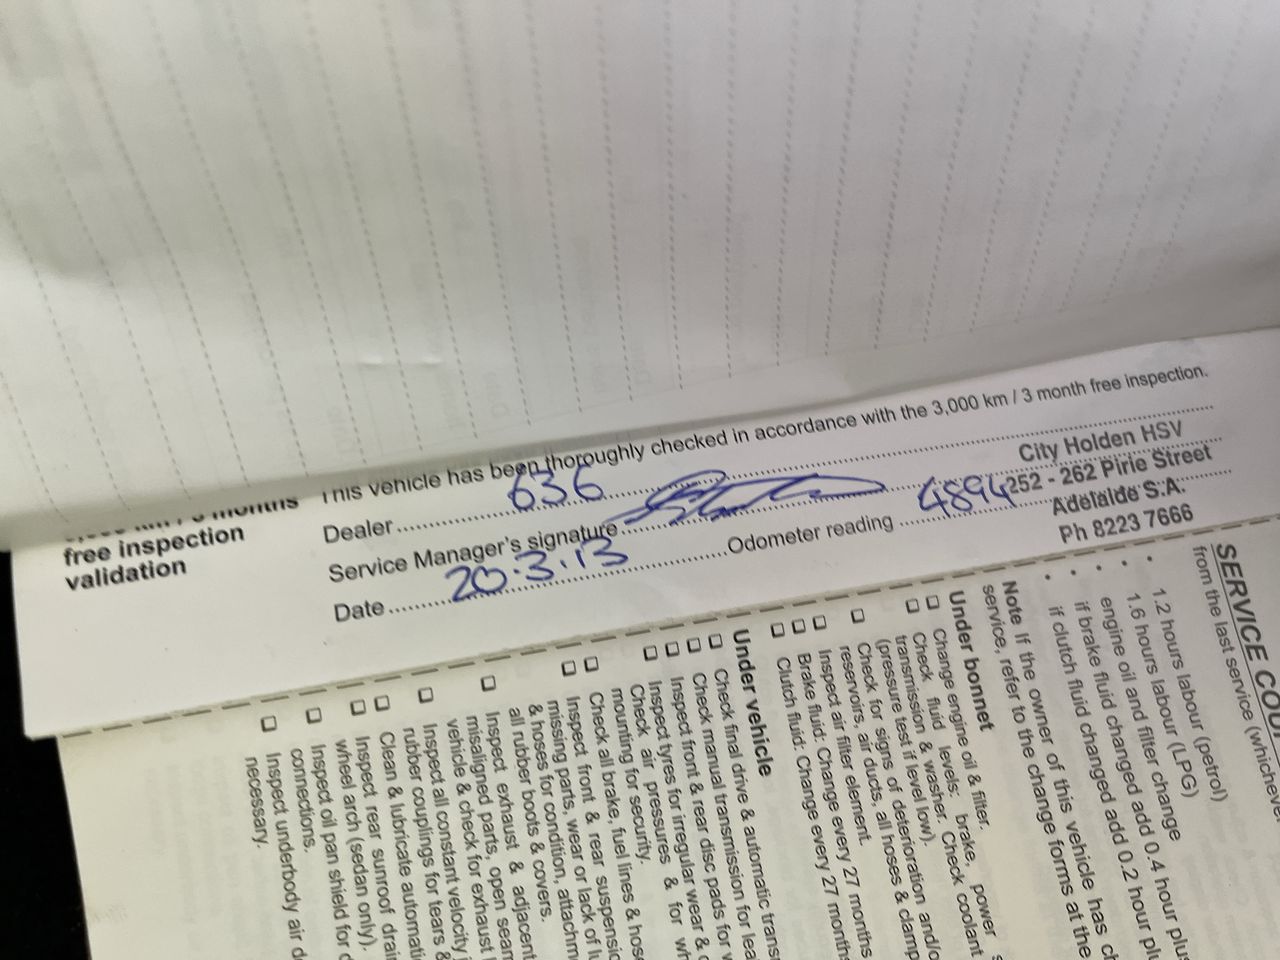 months
free inspection
validation
This vehicle has been thoroughly checked in accordance with the 3,000 km / 3 month free inspection.
Dealer 636
Service Manager's signature
Date 20.3.13 Odometer reading 4894
City Holden HSV
252 - 262 Pirie Street
Adelaide S.A.
Ph 8223 7666
SERVICE
from the last service (whichever
• 1.2 hours labour (petrol)
• 1.6 hours labour (LPG)
• engine oil and filter change
• if brake fluid changed add 0.4 hour plus
• if clutch fluid changed add 0.2 hour
Note If the owner of this vehicle has
service, refer to the change forms at the
Under bonnet
Change engine oil & filter.
Check fluid levels; brake, power
transmission & washer. Check coolant
(pressure test if level low).
Check for signs of deterioration and/o
reservoirs, air ducts, all hoses & clamp
Inspect air filter element.
Brake fluid: Change every 27 months
Clutch fluid: Change every 27 months
Under vehicle
Check final drive & automatic
Check manual transmission for
Inspect front & rear disc pads for
Inspect tyres for irregular wear &
Check air pressures & for
mounting for security.
Check all brake, fuel lines &
Inspect front & rear
missing parts, wear or lack of
& hoses for condition,
all rubber boots & covers.
Inspect exhaust & adjacent
misaligned parts, open
vehicle & check for exhaust
Inspect all constant velocity
rubber couplings for tears &
Clean & lubricate
Inspect rear sunroof
wheel arch (sedan only).
Inspect oil pan shield for
connections.
Inspect underbody air
necessary.